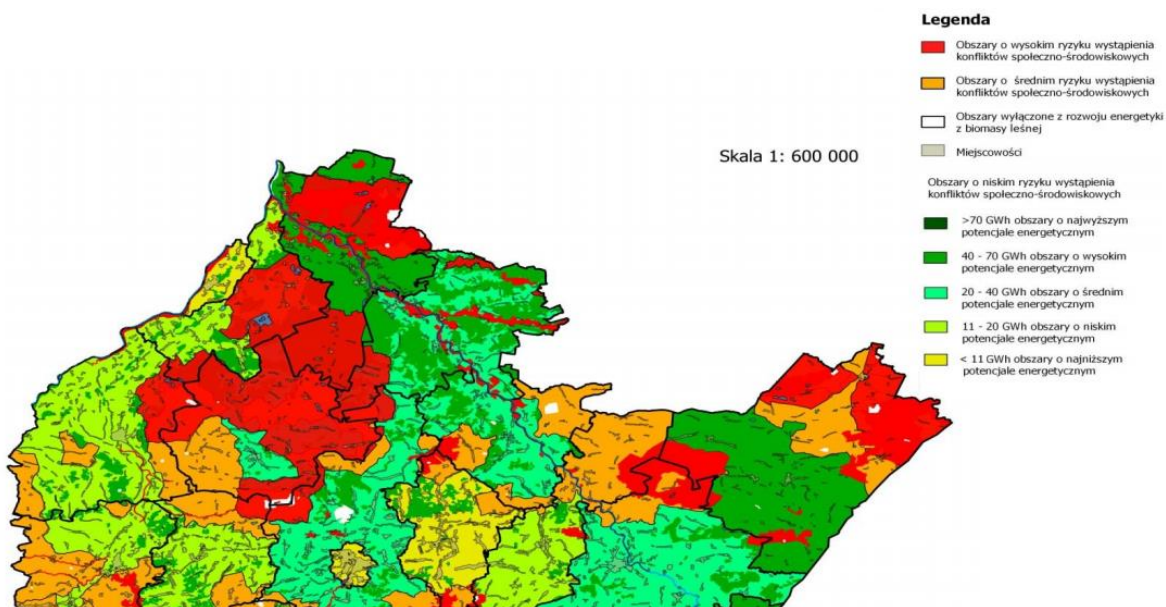 Legenda
Obszary o wysokim ryzyku wystąpienia
konfliktów społeczno-środowiskowych
Obszary o średnim ryzyku wystąpienia
konfliktów społeczno-środowiskowych
Obszary wyłączone z rozwoju energetyki
z biomasy leśnej
Miejscowości
Skala 1: 600 000
Obszary o niskim ryzyku wystąpienia
konfliktów społeczno-środowiskowych
>70 GWh obszary o najwyższym
potencjale energetycznym
40 - 70 GWh obszary o wysokim
potencjale energetycznym
20 - 40 GWh obszary o średnim
potencjale energetycznym
11 - 20 GWh obszary o niskim
potencjale energetycznym
< 11 GWh obszary o najniższym
potencjale energetycznym